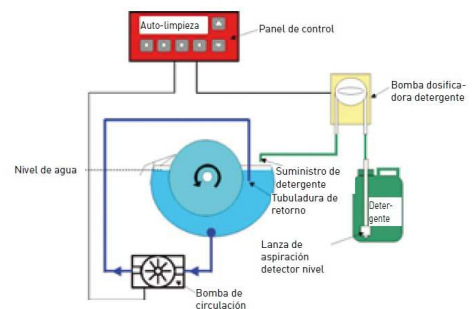 Auto-limpieza
Panel de control
Bomba dosifica-
dora detergente
Nivel de agua
Suministro de
detergente
Tubuladura de
retorno
Deter-
gente
Lanza de
aspiración
detector nivel
Bomba de
circulación